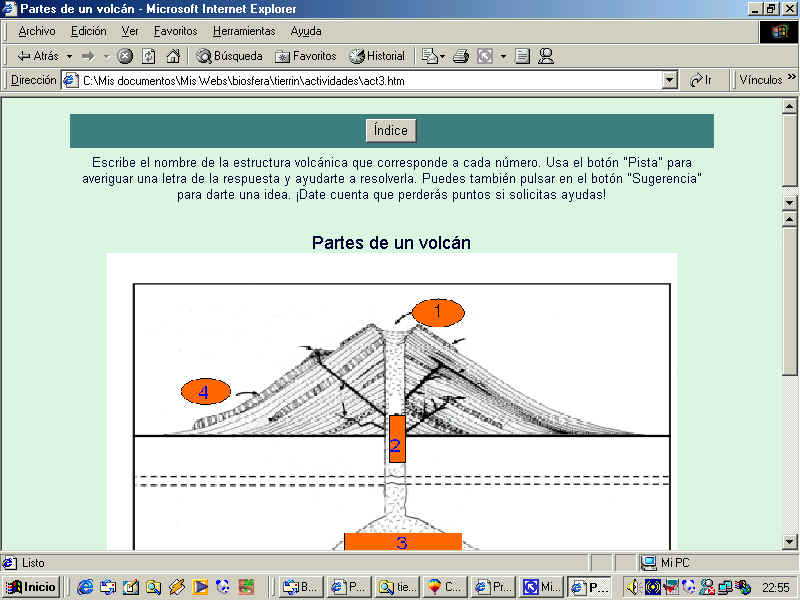 Partes de un volcán - Microsoft Internet Explorer
Archivo Edición Ver Favoritos Herramientas Ayuda
Atrás Búsqueda Favoritos Historial
Dirección C:\Mis documentos\Mis Webs\biosfera\tierrin\actividades\act3.htm Ir Vínculos »
Índice
Escribe el nombre de la estructura volcánica que corresponde a cada número. Usa el botón "Pista" para
averiguar una letra de la respuesta y ayudarte a resolverla. Puedes también pulsar en el botón "Sugerencia"
para darte una idea. ¡Date cuenta que perderás puntos si solicitas ayudas!
Partes de un volcán
1
4
2
3
Listo Mi PC
Inicio B... P... tie... C... Pr... Mi... P... 22:55